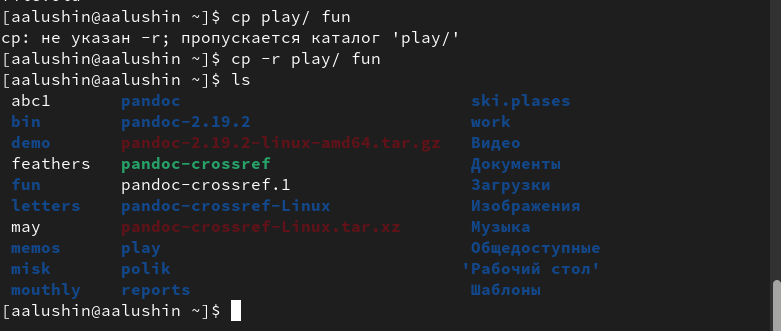 [aalushin@aalushin ~]$ cp play/ fun
cp: не указан -r; пропускается каталог 'play/'
[aalushin@aalushin ~]$ cp -r play/ fun
[aalushin@aalushin ~]$ ls
abc1 pandoc ski.plases
bin pandoc-2.19.2 work
demo pandoc-2.19.2-linux-amd64.tar.gz Видео
feathers pandoc-crossref Документы
fun pandoc-crossref.1 Загрузки
letters pandoc-crossref-Linux Изображения
may pandoc-crossref-Linux.tar.xz Музыка
memos play Общедоступные
misk polik 'Рабочий стол'
mouthly reports Шаблоны
[aalushin@aalushin ~]$